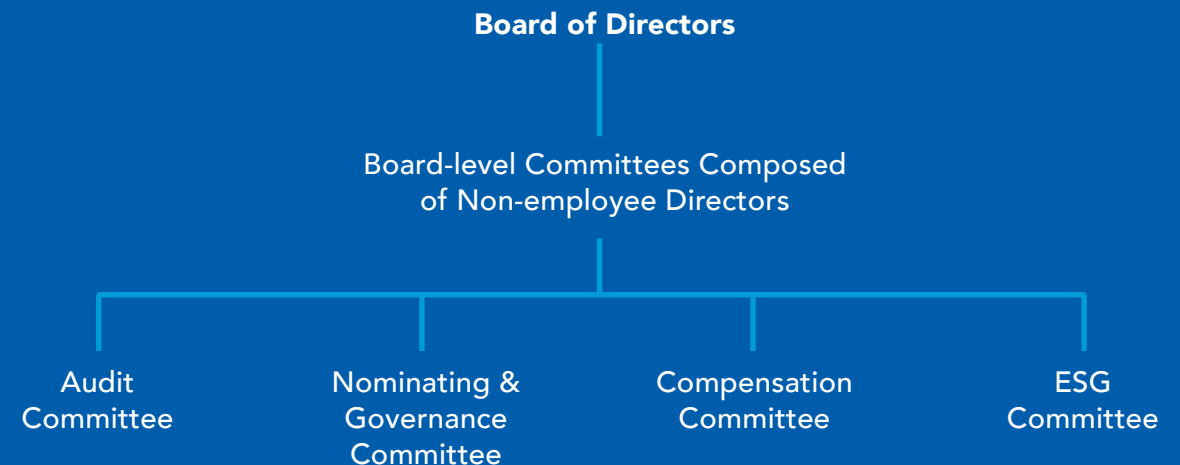 Board of Directors
Board-level Committees Composed
of Non-employee Directors
Audit
Committee
Nominating &
Governance
Committee
Compensation
Committee
ESG
Committee